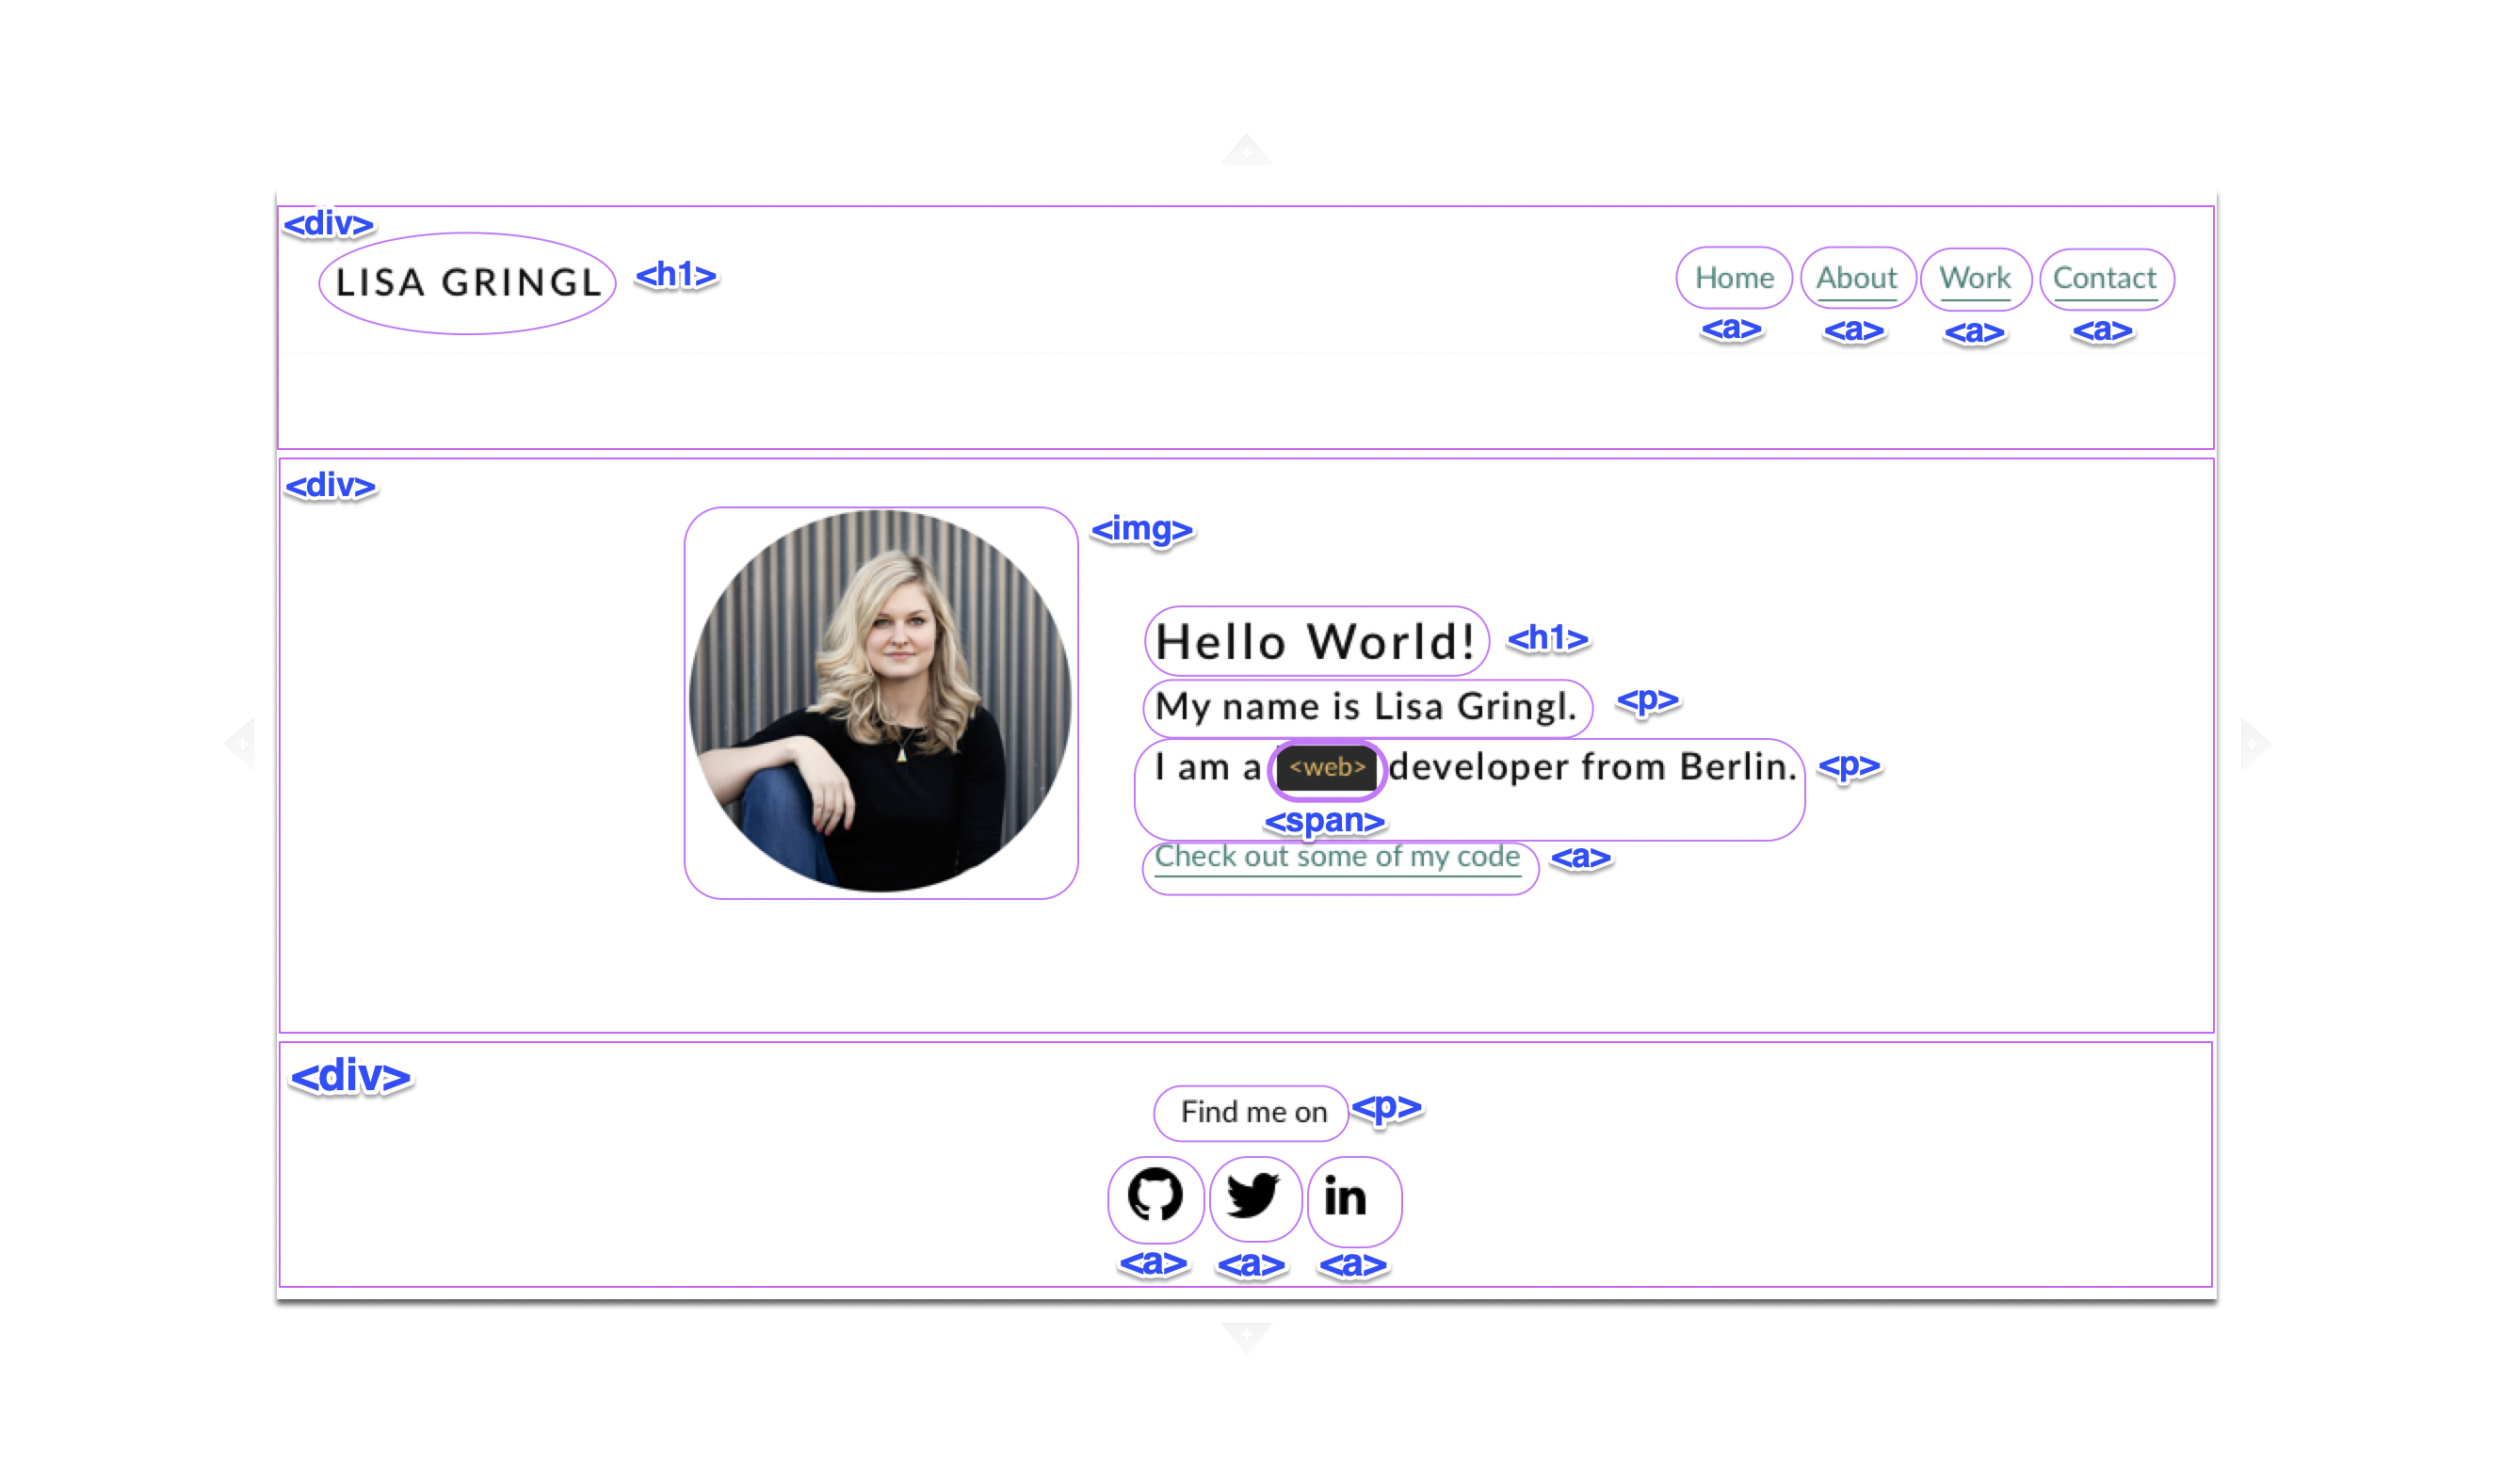 <div>
LISA GRINGL <h1>
Home About Work Contact
<a> <a> <a> <a>
<div>
<img>
Hello World! <h1>
My name is Lisa Gringl. <p>
I am a <web> developer from Berlin. <p>
<span>
Check out some of my code <a>
<div>
Find me on <p>
in
<a> <a> <a>